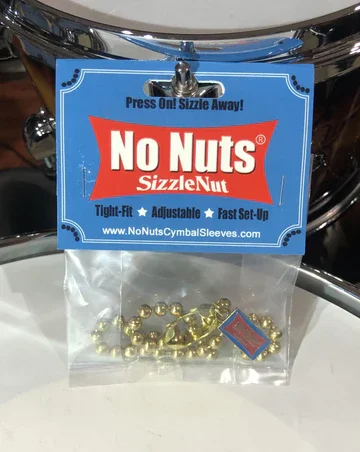 Press On! Sizzle Away!
No Nuts®
SizzleNut
Tight-Fit ★ Adjustable ★ Fast Set-Up
www.NoNutsCymbalSleeves.com